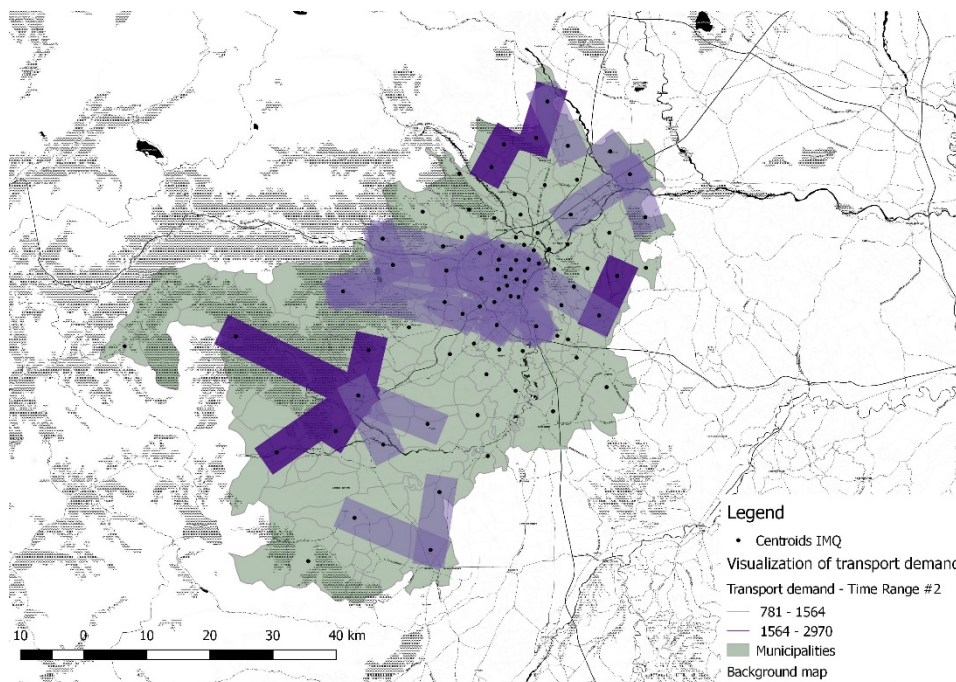 Legend
Centroids IMQ
Visualization of transport demand
Transport demand - Time Range #2
781 - 1564
1564 - 2970
Municipalities
Background map
10 0 10 20 30 40 km